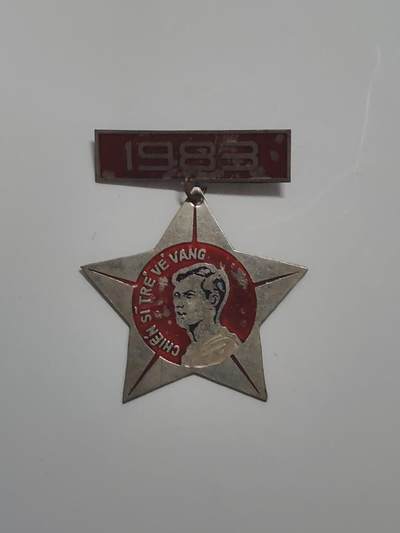 1983
CHIẾN SĨ TRẺ VẺ VANG